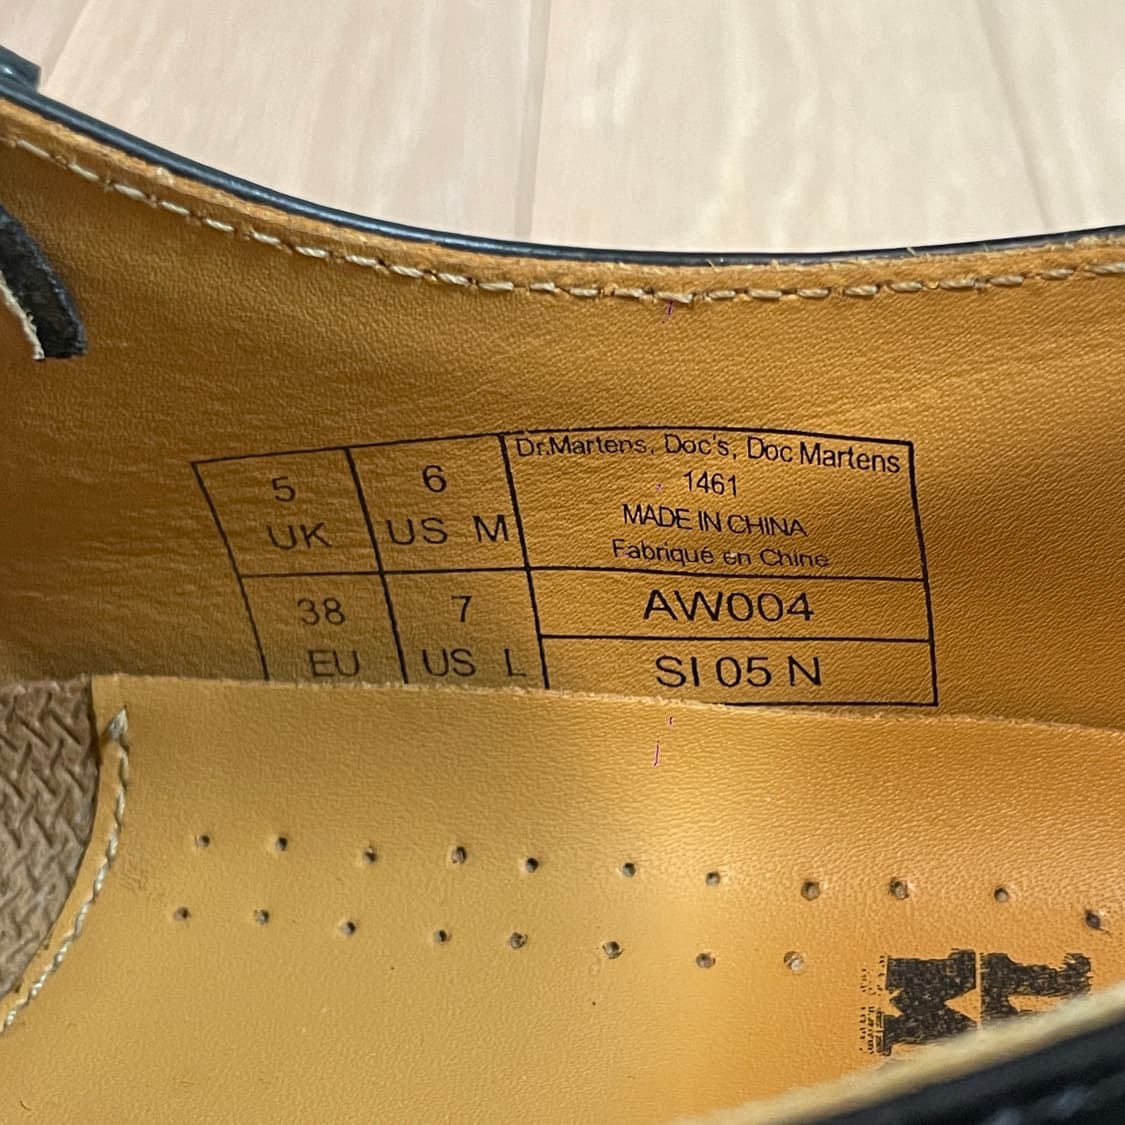 5
UK
6
US M
38
EU
7
US L
Dr.Martens, Doc's, Doc Martens
1461
MADE IN CHINA
Fabriqué en Chine
AW004
SI 05 N